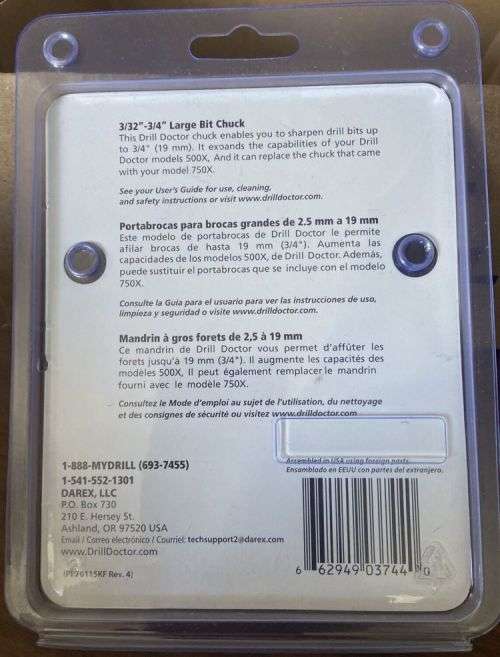 3/32"-3/4" Large Bit Chuck
This Drill Doctor chuck enables you to sharpen drill bits up
to 3/4" (19 mm). It expands the capabilities of your Drill
Doctor models 500X, And it can replace the chuck that came
with your model 750X.
See your User's Guide for use, cleaning,
and safety instructions or visit www.drilldoctor.com.
Portabrocas para brocas grandes de 2.5 mm a 19 mm
Este modelo de portabrocas de Drill Doctor le permite
afilar brocas de hasta 19 mm (3/4"). Aumenta las
capacidades de los modelos 500X, de Drill Doctor. Además,
puede sustituir el portabrocas que se incluye con el modelo
750X.
Consulte la Guía para el usuario para ver las instrucciones de uso,
limpieza y seguridad o visite www.drilldoctor.com.
Mandrin à gros forets de 2,5 à 19 mm
Ce mandrin de Drill Doctor vous permet d'affûter les
forets jusqu'à 19 mm (3/4"). Il augmente les capacités des
modèles 500X, Il peut également remplacer le mandrin
fourni avec le modèle 750X.
Consultez le Mode d'emploi au sujet de l'utilisation, du nettoyage
et des consignes de sécurité ou visitez www.drilldoctor.com
Assembled in USA using foreign parts.
Ensamblado en EEUU con partes del extranjero.
1-888-MYDRILL (693-7455)
1-541-552-1301
DAREX, LLC
P.O. Box 730
210 E. Hersey St.
Ashland, OR 97520 USA
Email / Correo electrónico / Courriel: techsupport2@darex.com
www.DrillDoctor.com
(PP76115KF Rev. 4)
6 62949 03744 0